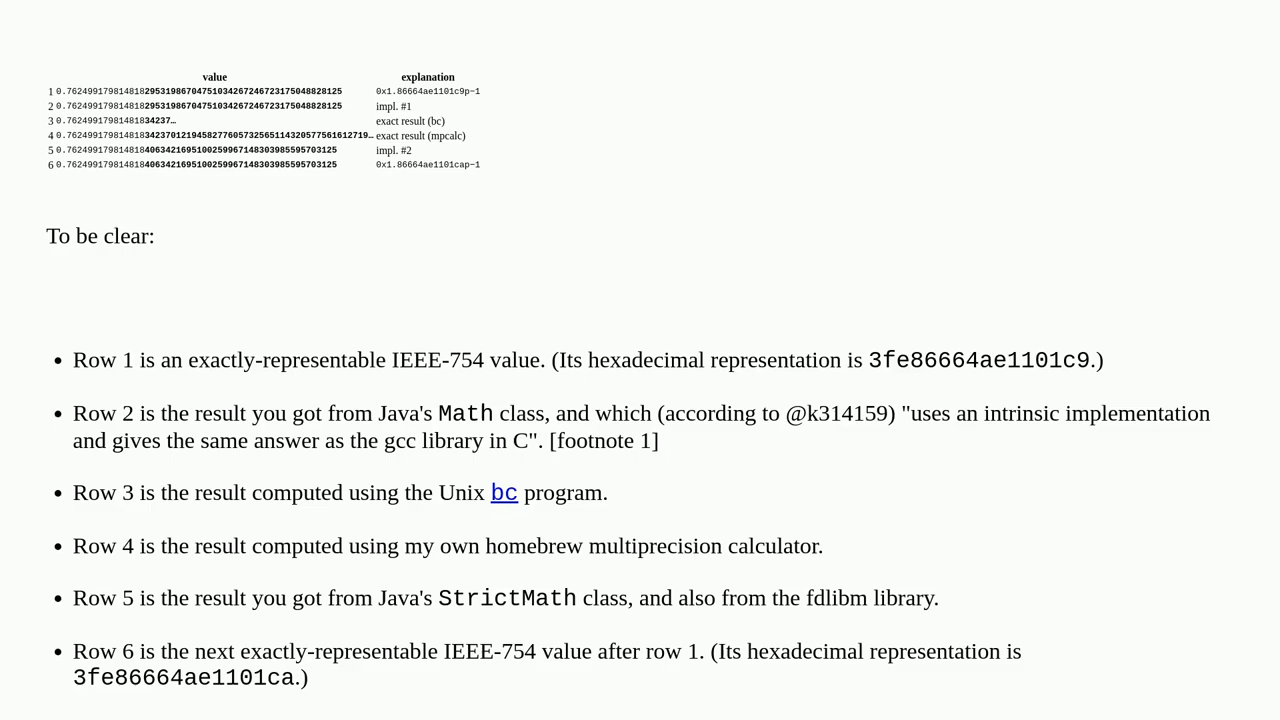 value explanation
1 0.76249917981481829531986704751034267246723175048828125 0x1.86664ae1101c9p−1
2 0.76249917981481829531986704751034267246723175048828125 impl. #1
3 0.76249917981481834237… exact result (bc)
4 0.76249917981481834237012194582776057325651143205775616127​19… exact result (mpcalc)
5 0.7624991798148184063421695100259967148303985595703125 impl. #2
6 0.7624991798148184063421695100259967148303985595703125 0x1.86664ae1101cap−1
To be clear:
• Row 1 is an exactly-representable IEEE-754 value. (Its hexadecimal representation is 3fe86664ae1101c9.)
• Row 2 is the result you got from Java's Math class, and which (according to @k314159) "uses an intrinsic implementation
and gives the same answer as the gcc library in C". [footnote 1]
• Row 3 is the result computed using the Unix bc program.
• Row 4 is the result computed using my own homebrew multiprecision calculator.
• Row 5 is the result you got from Java's StrictMath class, and also from the fdlibm library.
• Row 6 is the next exactly-representable IEEE-754 value after row 1. (Its hexadecimal representation is
3fe86664ae1101ca.)